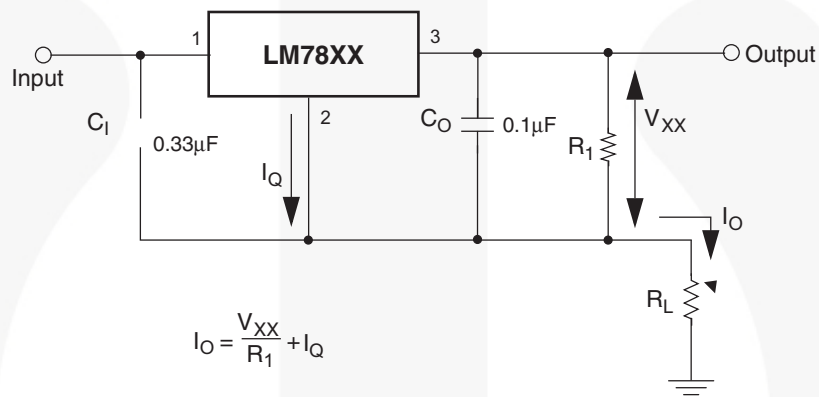 1
LM78XX
3
Input
Output
2
C_I
0.33μF
I_Q
C_O
0.1μF
R_1
V_XX
I_O
R_L
I_O = V_XX / R_1 + I_Q